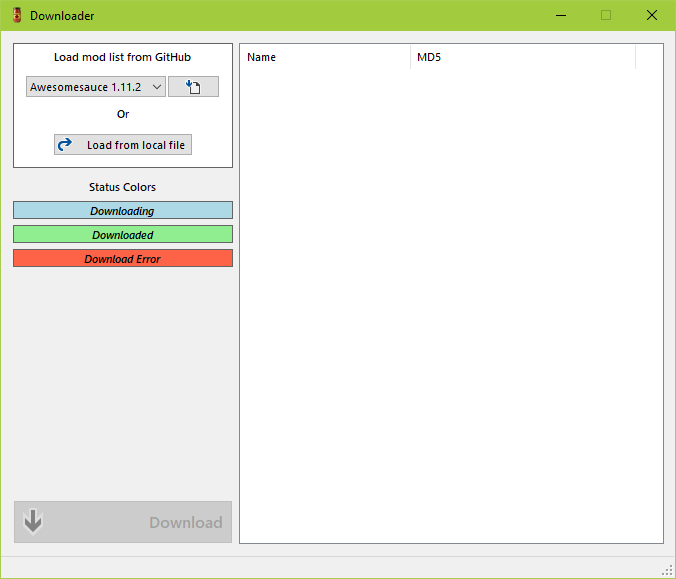 Downloader
Load mod list from GitHub
Awesomesauce 1.11.2
Or
Load from local file
Status Colors
Downloading
Downloaded
Download Error
Download
Name MD5